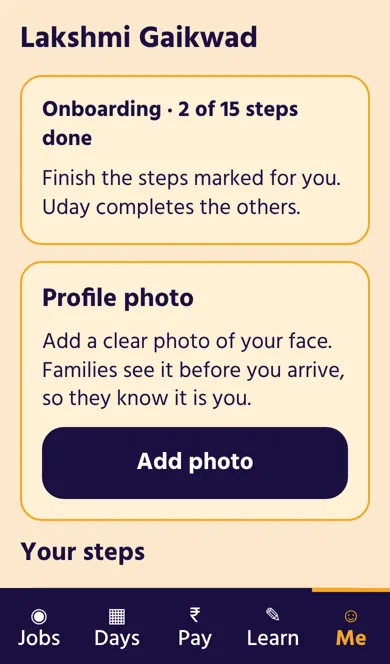 Lakshmi Gaikwad
Onboarding · 2 of 15 steps
done
Finish the steps marked for you.
Uday completes the others.
Profile photo
Add a clear photo of your face.
Families see it before you arrive,
so they know it is you.
Add photo
Your steps
◉ ▦ ₹ ✎ ☺
Jobs Days Pay Learn Me